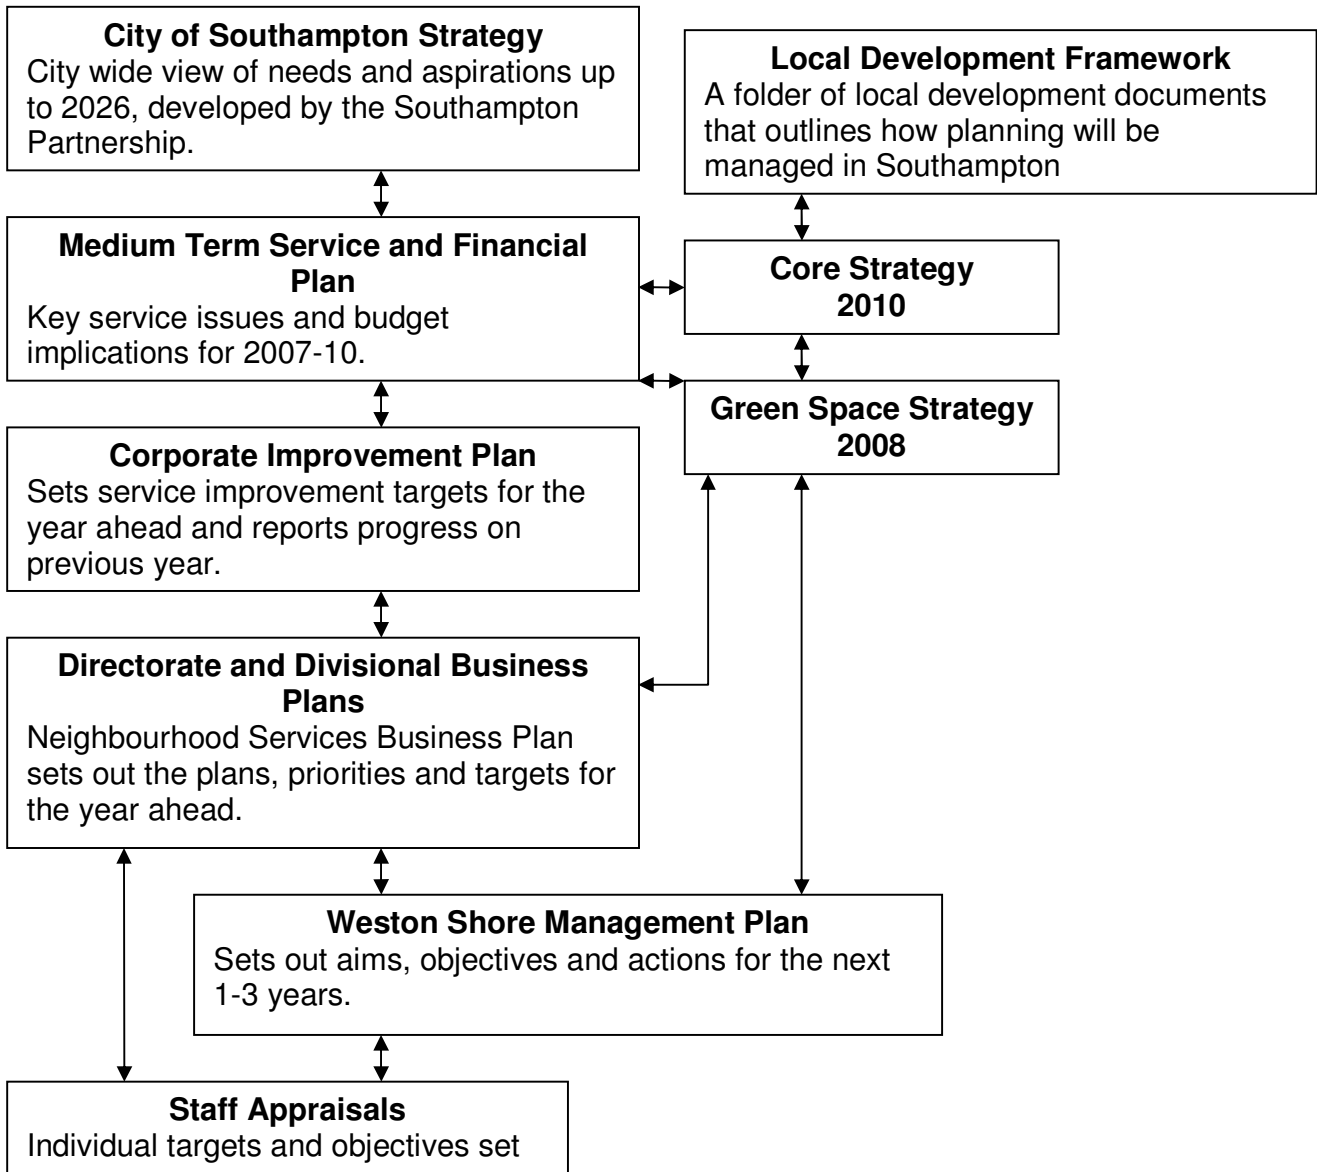 City of Southampton Strategy
City wide view of needs and aspirations up
to 2026, developed by the Southampton
Partnership.
Local Development Framework
A folder of local development documents
that outlines how planning will be
managed in Southampton
Medium Term Service and Financial
Plan
Key service issues and budget
implications for 2007-10.
Core Strategy
2010
Green Space Strategy
2008
Corporate Improvement Plan
Sets service improvement targets for the
year ahead and reports progress on
previous year.
Directorate and Divisional Business
Plans
Neighbourhood Services Business Plan
sets out the plans, priorities and targets for
the year ahead.
Weston Shore Management Plan
Sets out aims, objectives and actions for the next
1-3 years.
Staff Appraisals
Individual targets and objectives set